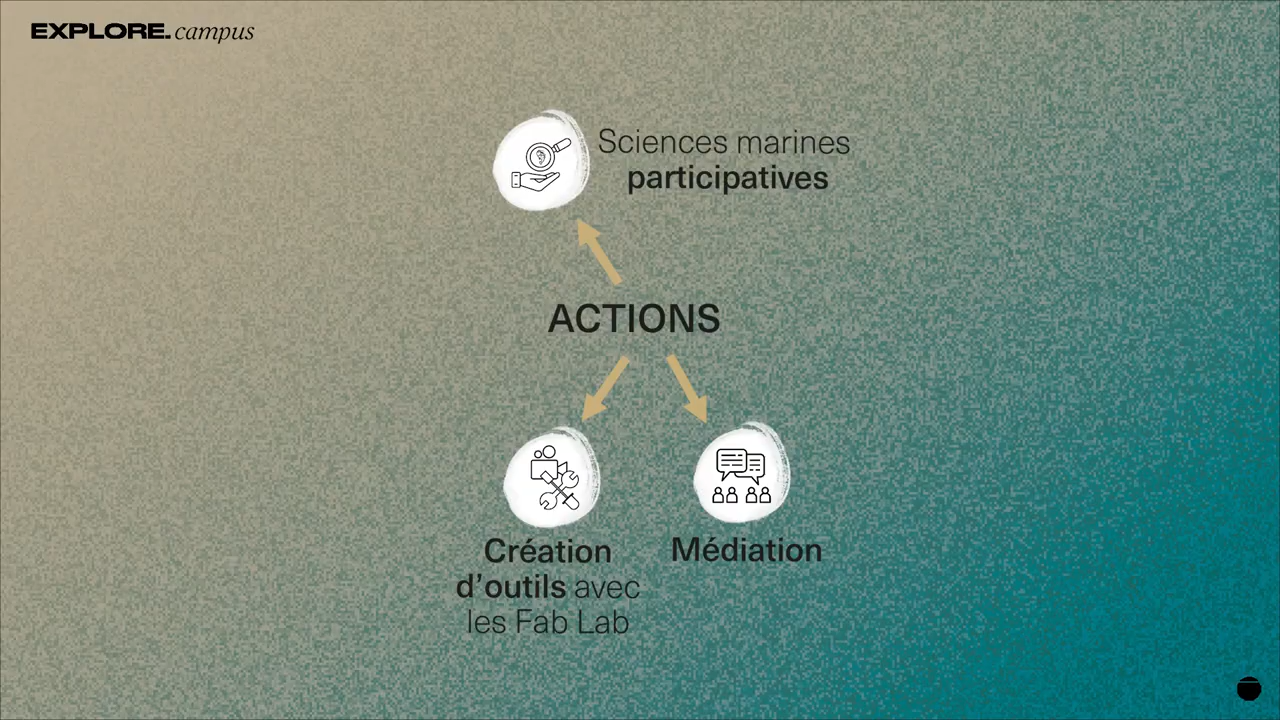 EXPLORE.campus
Sciences marines
participatives
ACTIONS
Création
d’outils avec
les Fab Lab
Médiation